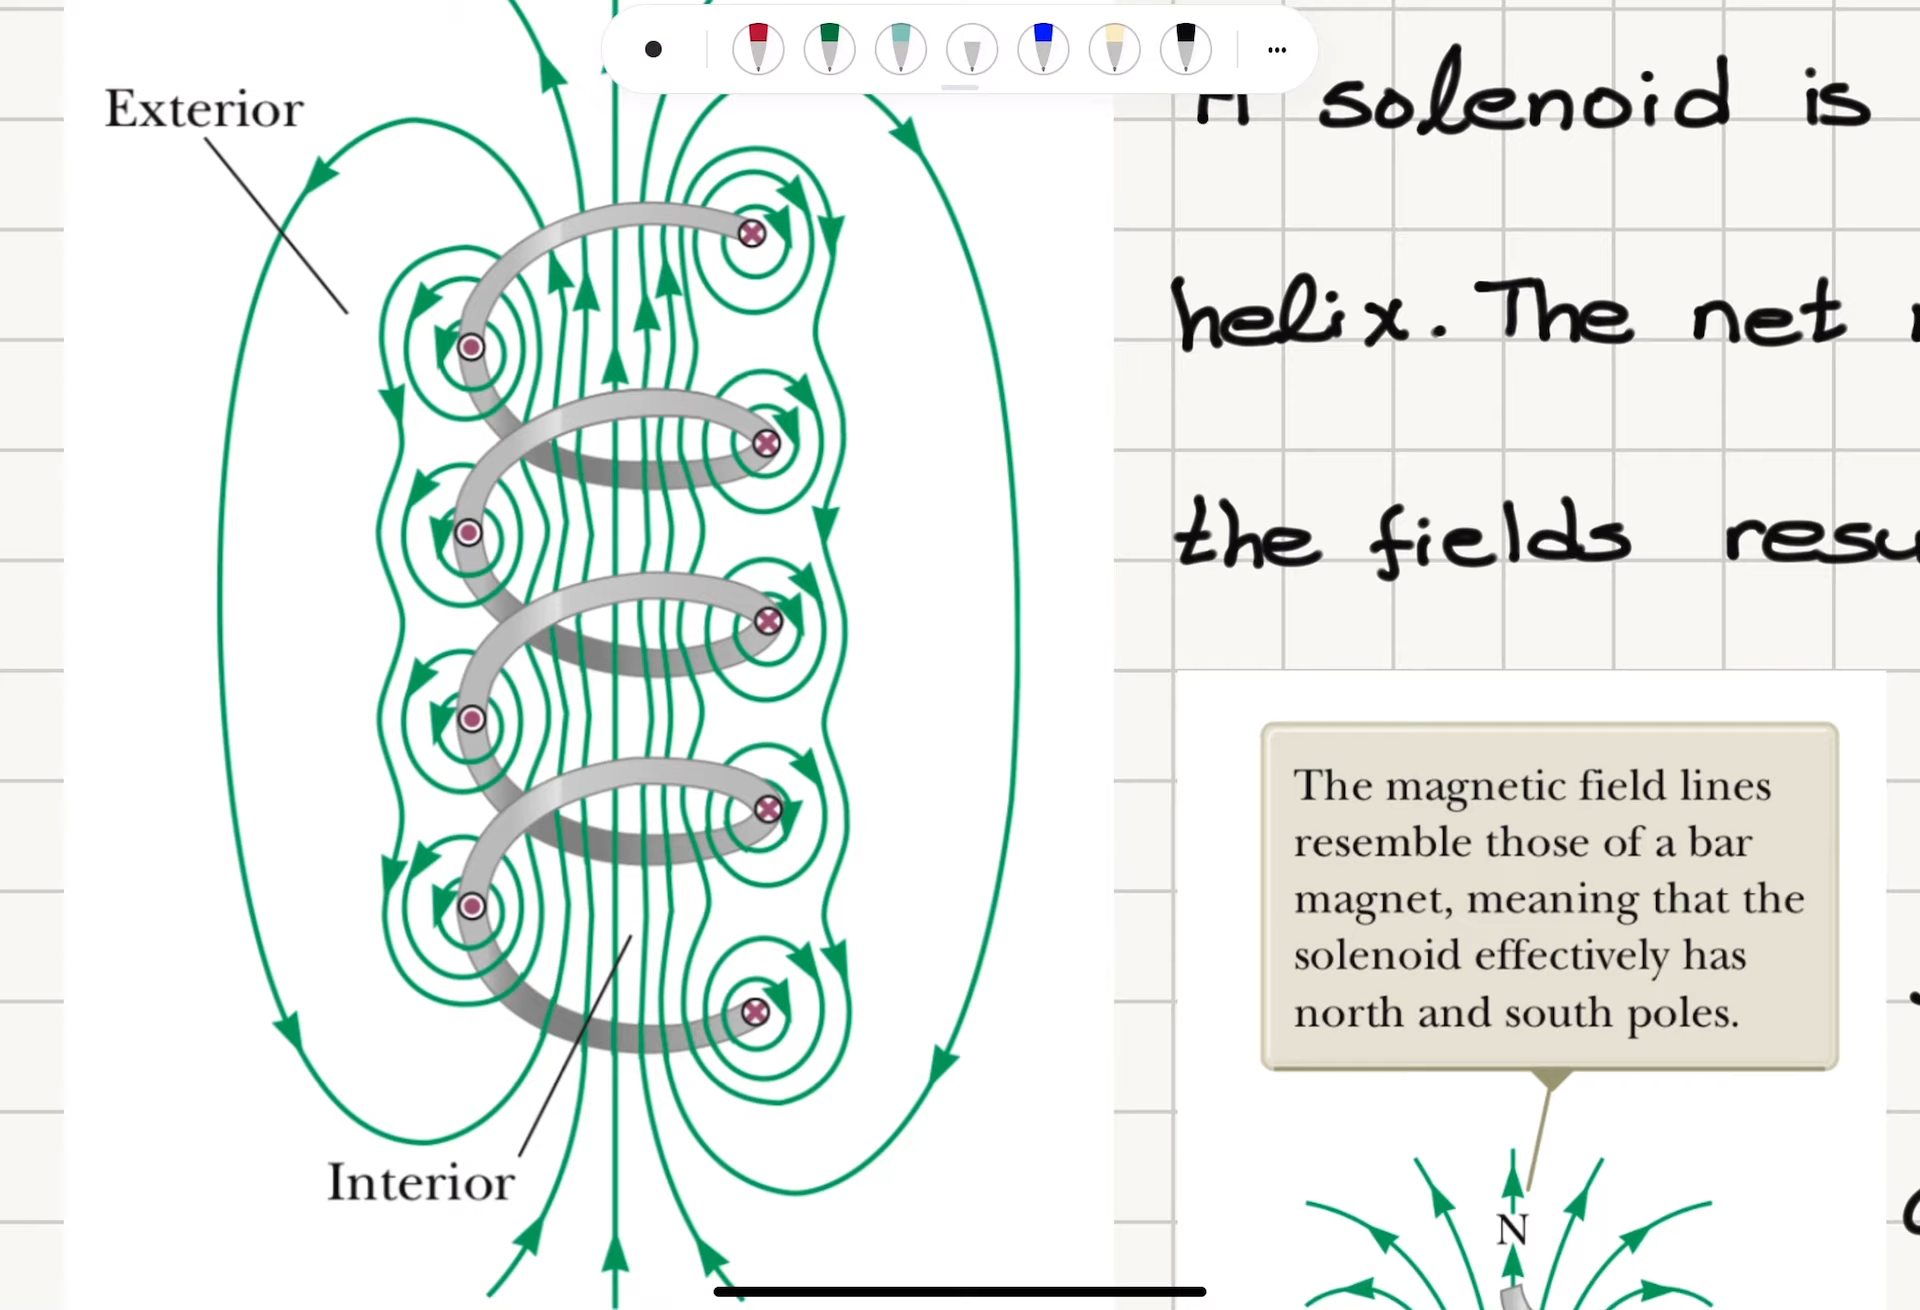 Exterior
A solenoid is
helix. The net
the fields
The magnetic field lines
resemble those of a bar
magnet, meaning that the
solenoid effectively has
north and south poles.
Interior
N